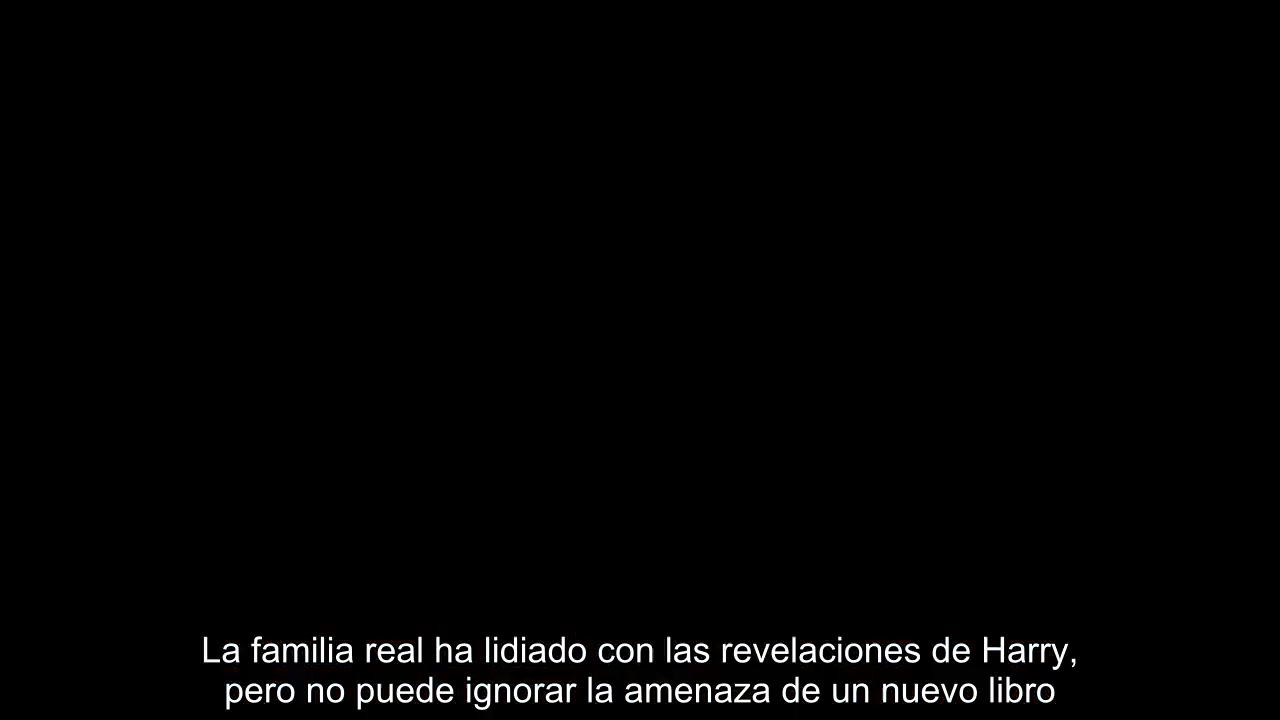 La familia real ha lidiado con las revelaciones de Harry,
pero no puede ignorar la amenaza de un nuevo libro